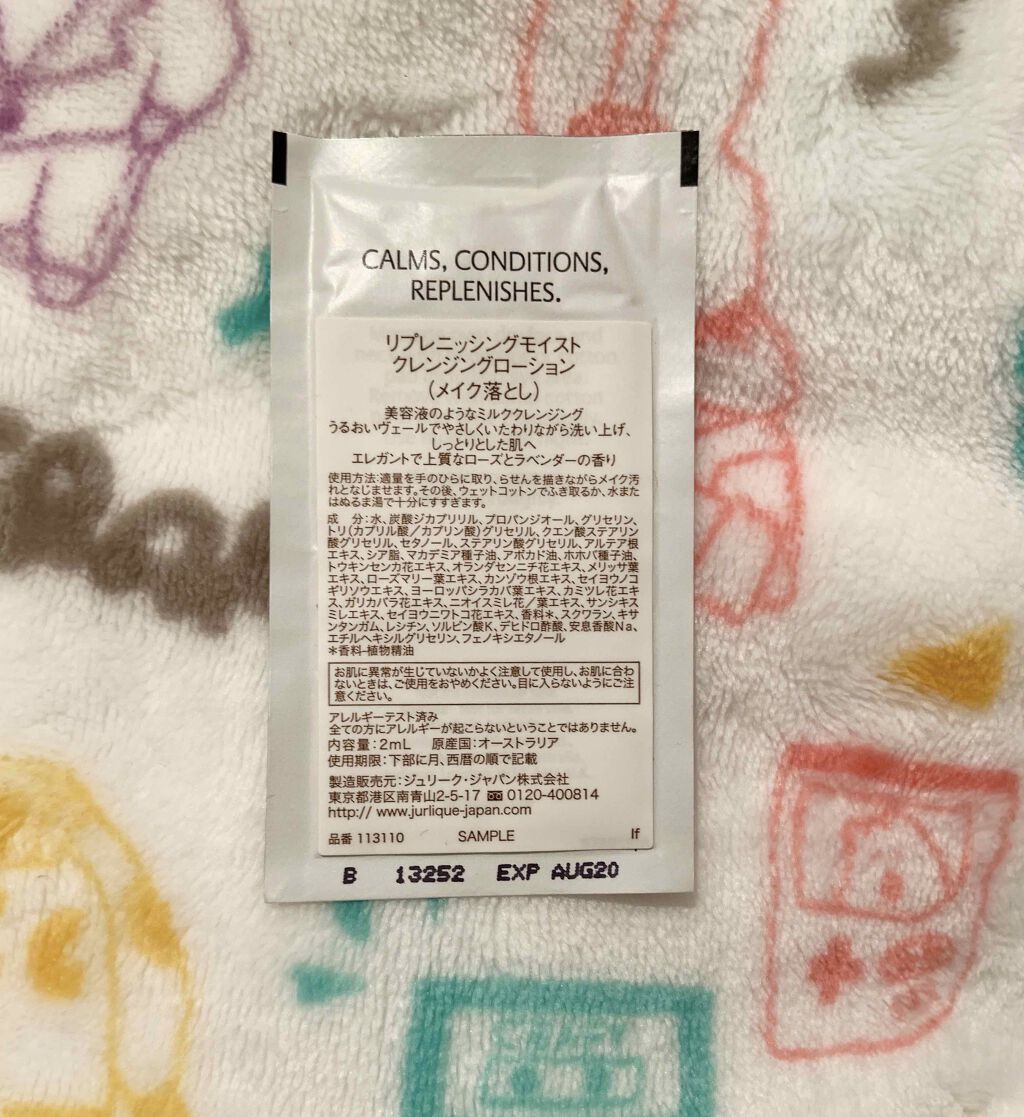 CALMS, CONDITIONS,
REPLENISHES.
リプレニッシングモイスト
クレンジングローション
(メイク落とし)
美容液のようなミルククレンジング
うるおいヴェールでやさしくいたわりながら洗い上げ、
しっとりとした肌へ
エレガントで上質なローズとラベンダーの香り
使用方法:適量を手のひらに取り、らせんを描きながらメイク汚
れとなじませます。その後、ウェットコットンでふき取るか、水また
はぬるま湯で十分にすすぎます。
成 分:水、炭酸ジカプリリル、プロパンジオール、グリセリン、
トリ(カプリル酸/カプリン酸)グリセリル、クエン酸ステアリン
酸グリセリル、セタノール、ステアリン酸グリセリル、アルテア根
エキス、シア脂、マカデミア種子油、アボカド油、ホホバ種子油、
トウキンセンカ花エキス、オランダセンニチ花エキス、メリッサ葉
エキス、ローズマリー葉エキス、カンゾウ根エキス、セイヨウノコ
ギリソウエキス、ヨーロッパシラカバ葉エキス、カミツレ花エキ
ス、ガリカバラ花エキス、ニオイスミレ花/葉エキス、サンシキス
ミレエキス、セイヨウニワトコ花エキス、香料*、スクワラン、キサ
ンタンガム、レシチン、ソルビン酸K、デヒドロ酢酸、安息香酸Na、
エチルヘキシルグリセリン、フェノキシエタノール
*香料-植物精油
お肌に異常が生じていないかよく注意して使用し、お肌に合わ
ないときは、ご使用をおやめください。目に入らないようにご注
意ください。
アレルギーテスト済み
全ての方にアレルギーが起こらないということではありません。
内容量:2mL 原産国:オーストラリア
使用期限:下部に月、西暦の順で記載
製造販売元:ジュリーク・ジャパン株式会社
東京都港区南青山2-5-17 0120-400814
http:// www.jurlique-japan.com
品番 113110 SAMPLE If
B 13252 EXP AUG20